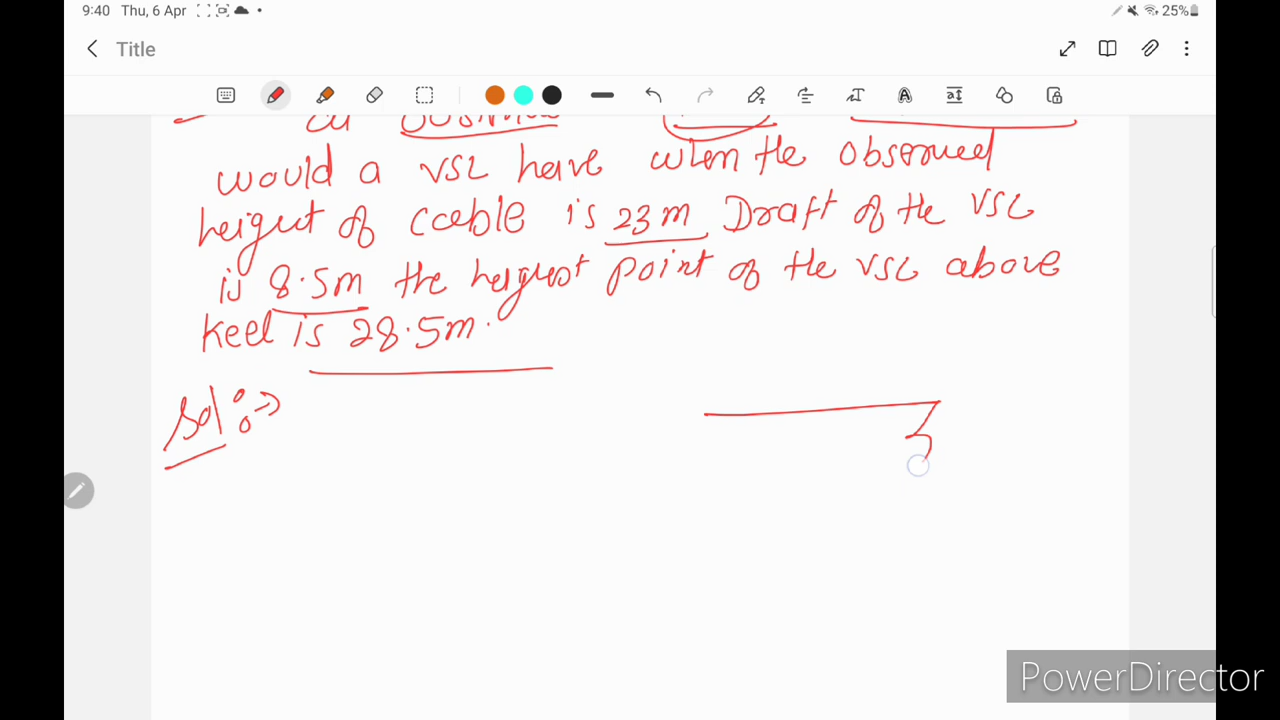 9:40 Thu, 6 Apr
25%
Title
would a VSL have when the observed
height of cable is 23m Draft of the VSL
is 8.5m the highest point of the VSL above
Keel is 28.5m.
Sol :->
PowerDirector